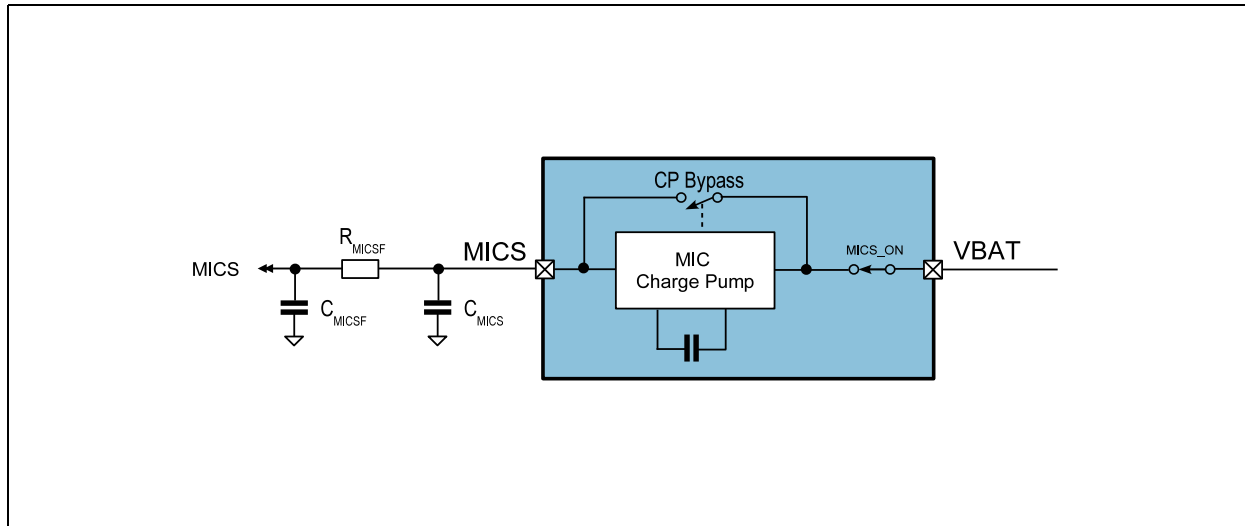 CP Bypass
R_MICSF
MICS
MICS_ON
VBAT
MICS
MIC
Charge Pump
C_MICSF
C_MICS